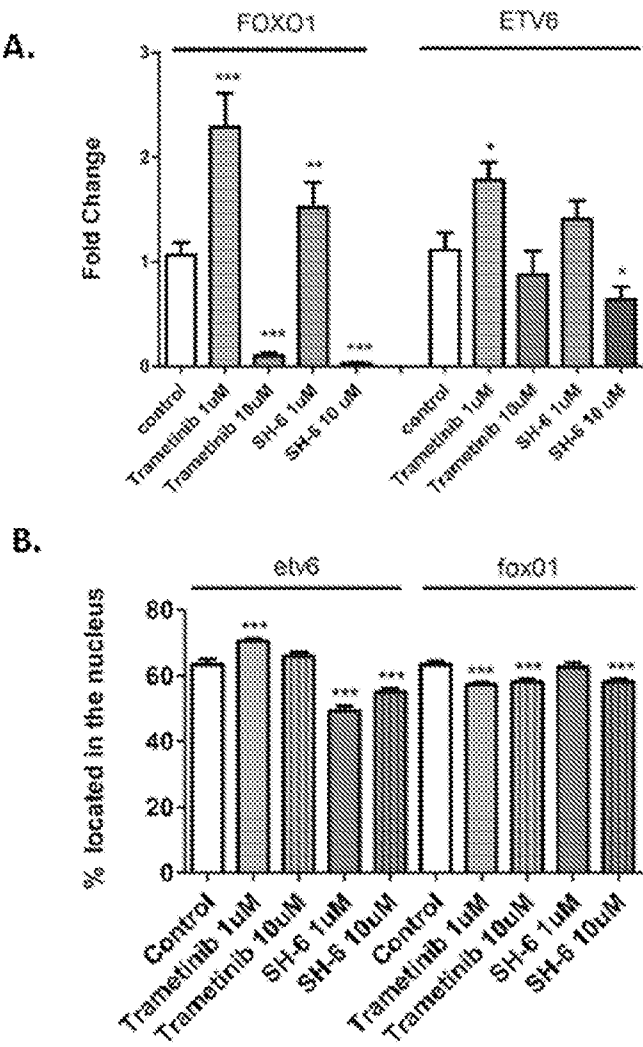 A.
FOXO1 ETV6
Fold Change
3
2
1
0
*** *** ** *** * *
control Trametinib 1uM Trametinib 10uM SH-6 1uM SH-6 10 uM control Trametinib 1uM Trametinib 10uM SH-6 1uM SH-6 10 uM
B.
etv6 fox01
% located in the nucleus
80
60
40
20
0
*** *** *** *** *** ***
Control Trametinib 1uM Trametinib 10uM SH-6 1uM SH-6 10uM Control Trametinib 1uM Trametinib 10uM SH-6 1uM SH-6 10uM